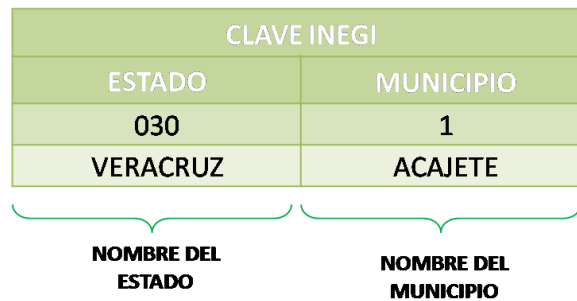 CLAVE INEGI
ESTADO MUNICIPIO
030 1
VERACRUZ ACAJETE
NOMBRE DEL
ESTADO
NOMBRE DEL
MUNICIPIO